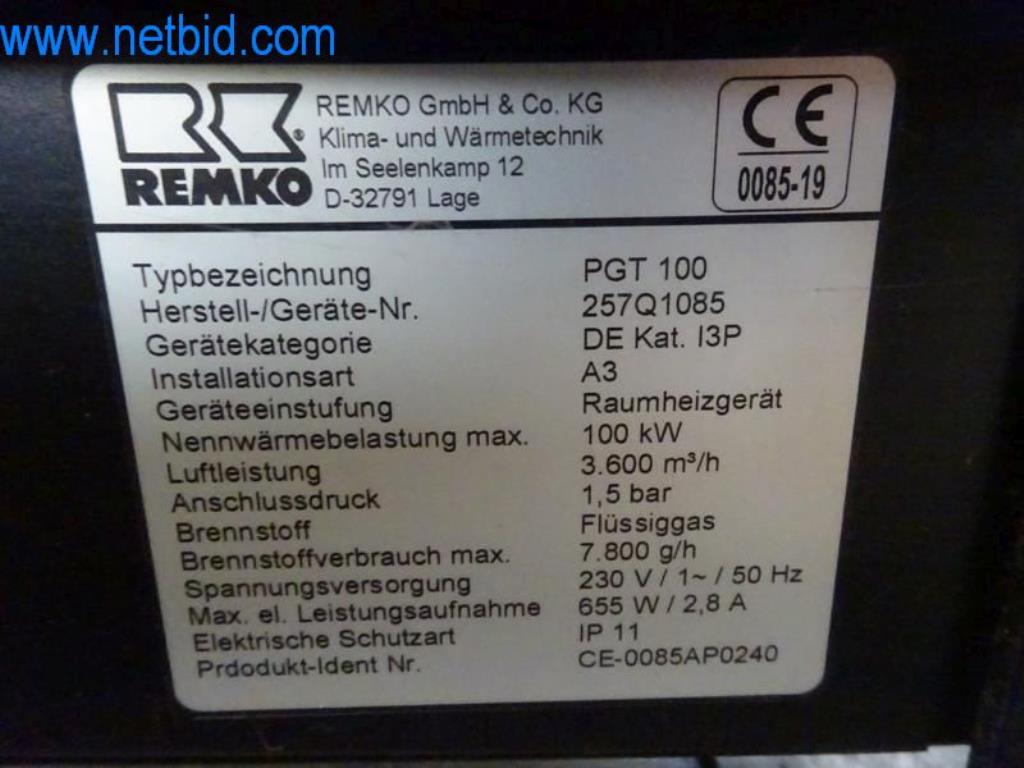 www.netbid.com
REMKO
REMKO GmbH & Co. KG
Klima- und Wärmetechnik
Im Seelenkamp 12
D-32791 Lage
CE
0085-19
Typbezeichnung PGT 100
Herstell-/Geräte-Nr. 257Q1085
Gerätekategorie DE Kat. I3P
Installationsart A3
Geräteeinstufung Raumheizgerät
Nennwärmebelastung max. 100 kW
Luftleistung 3.600 m³/h
Anschlussdruck 1,5 bar
Brennstoff Flüssiggas
Brennstoffverbrauch max. 7.800 g/h
Spannungsversorgung 230 V / 1~ / 50 Hz
Max. el. Leistungsaufnahme 655 W / 2,8 A
Elektrische Schutzart IP 11
Prdodukt-Ident Nr. CE-0085AP0240